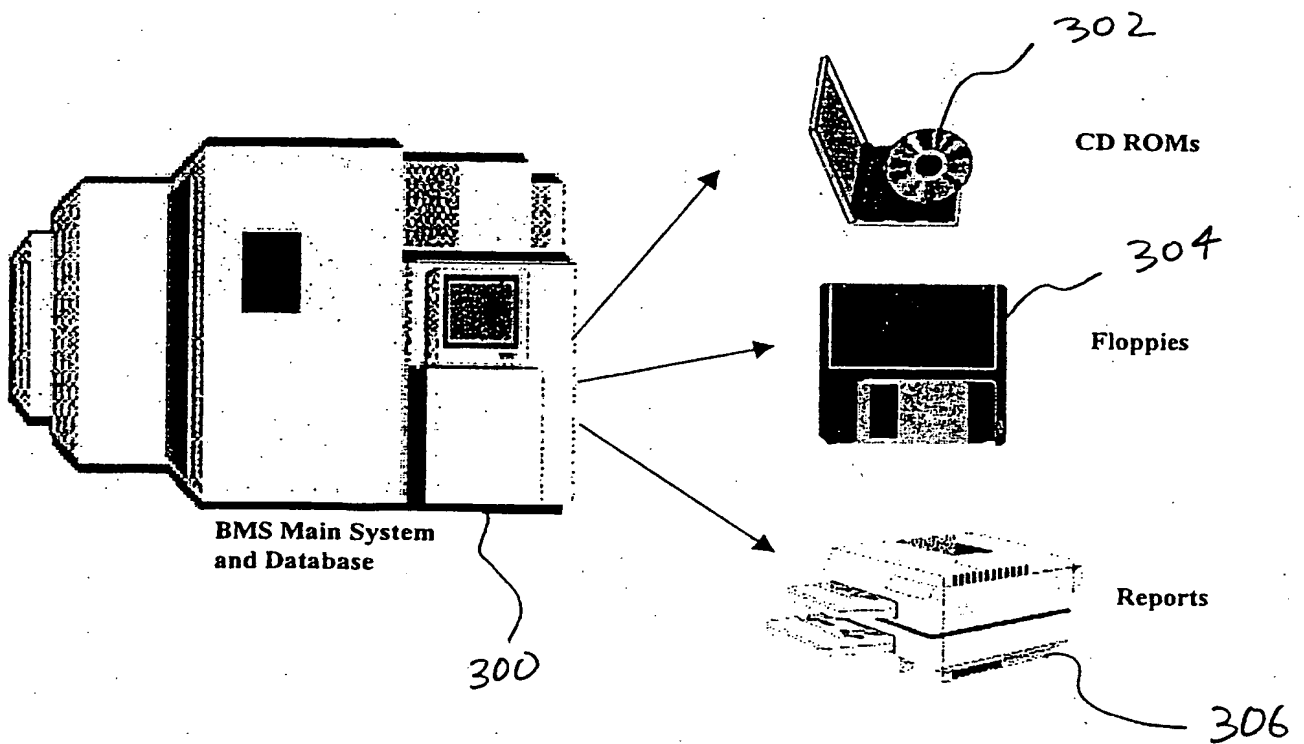 302
CD ROMs
304
Floppies
BMS Main System
and Database
300
Reports
306